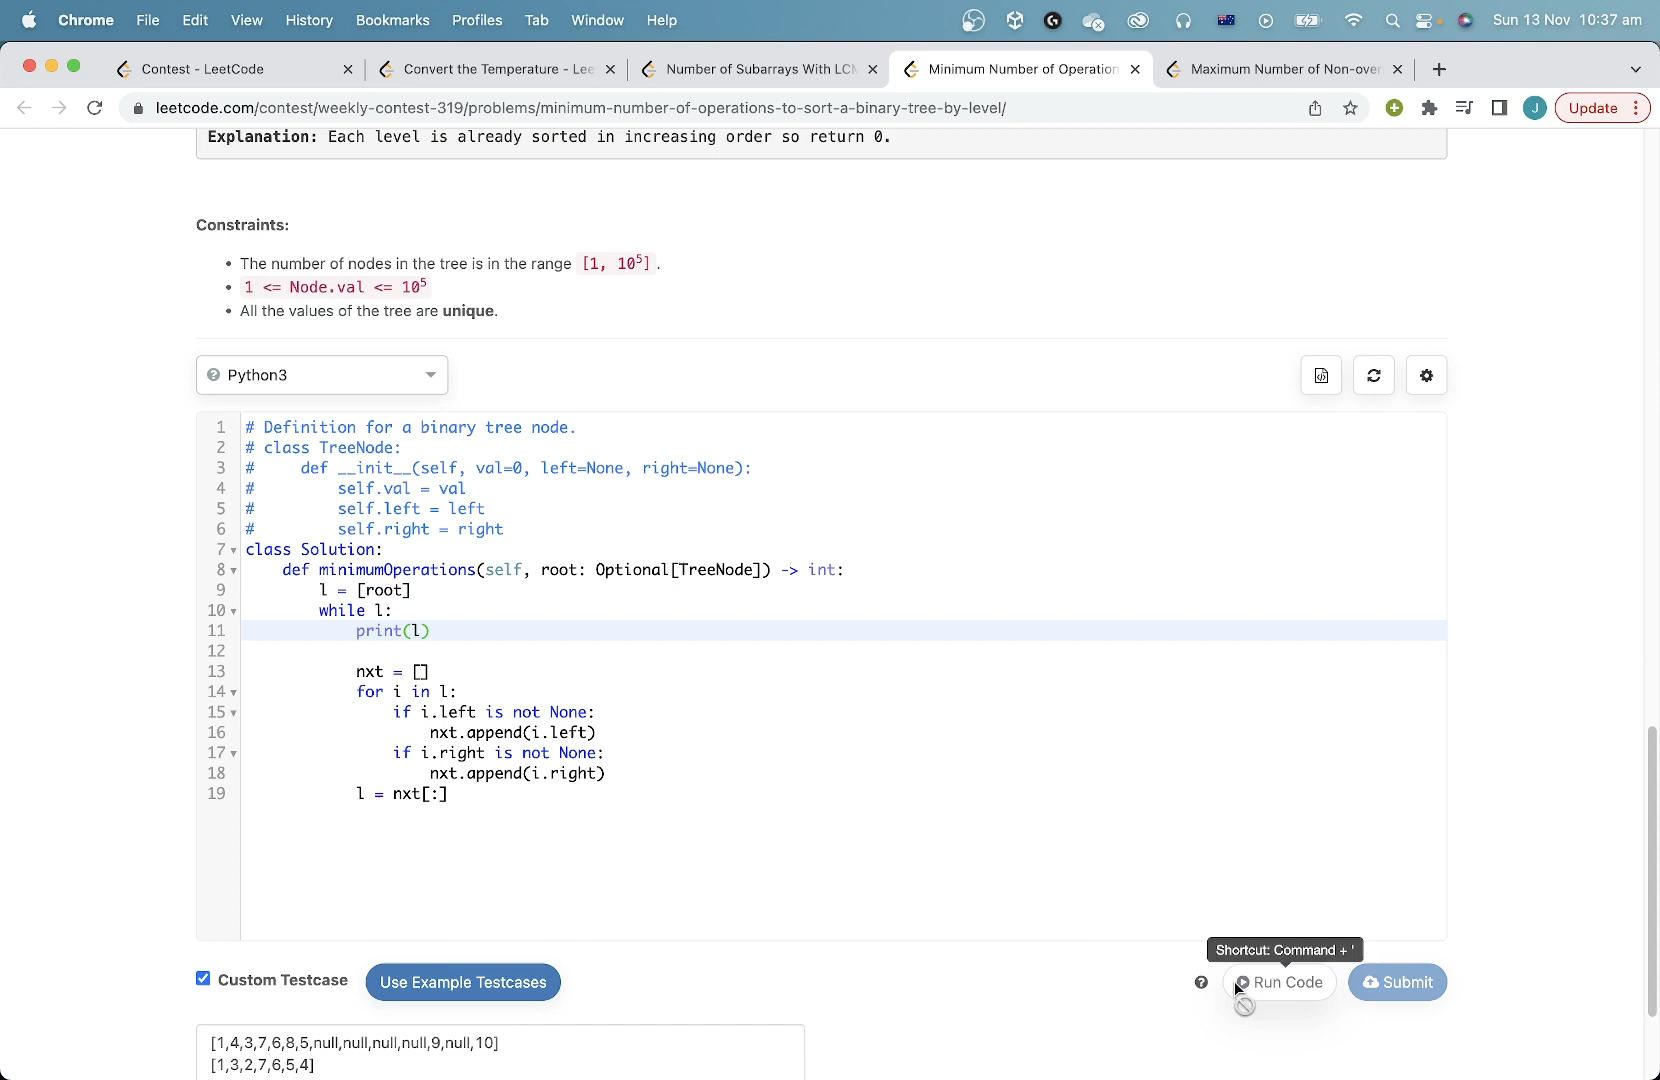 Chrome File Edit View History Bookmarks Profiles Tab Window Help Sun 13 Nov 10:37 am
Contest - LeetCode
Convert the Temperature - Lee
Number of Subarrays With LCM
Minimum Number of Operation
Maximum Number of Non-over
leetcode.com/contest/weekly-contest-319/problems/minimum-number-of-operations-to-sort-a-binary-tree-by-level/
J
Update
Explanation: Each level is already sorted in increasing order so return 0.
Constraints:
• The number of nodes in the tree is in the range [1, 10⁵].
• 1 <= Node.val <= 10⁵
• All the values of the tree are unique.
Python3
1 # Definition for a binary tree node.
2 # class TreeNode:
3 #     def __init__(self, val=0, left=None, right=None):
4 #         self.val = val
5 #         self.left = left
6 #         self.right = right
7 class Solution:
8     def minimumOperations(self, root: Optional[TreeNode]) -> int:
9         l = [root]
10         while l:
11             print(l)
12
13             nxt = []
14             for i in l:
15                 if i.left is not None:
16                     nxt.append(i.left)
17                 if i.right is not None:
18                     nxt.append(i.right)
19             l = nxt[:]
Shortcut: Command + '
Custom Testcase Use Example Testcases Run Code Submit
[1,4,3,7,6,8,5,null,null,null,null,9,null,10]
[1,3,2,7,6,5,4]